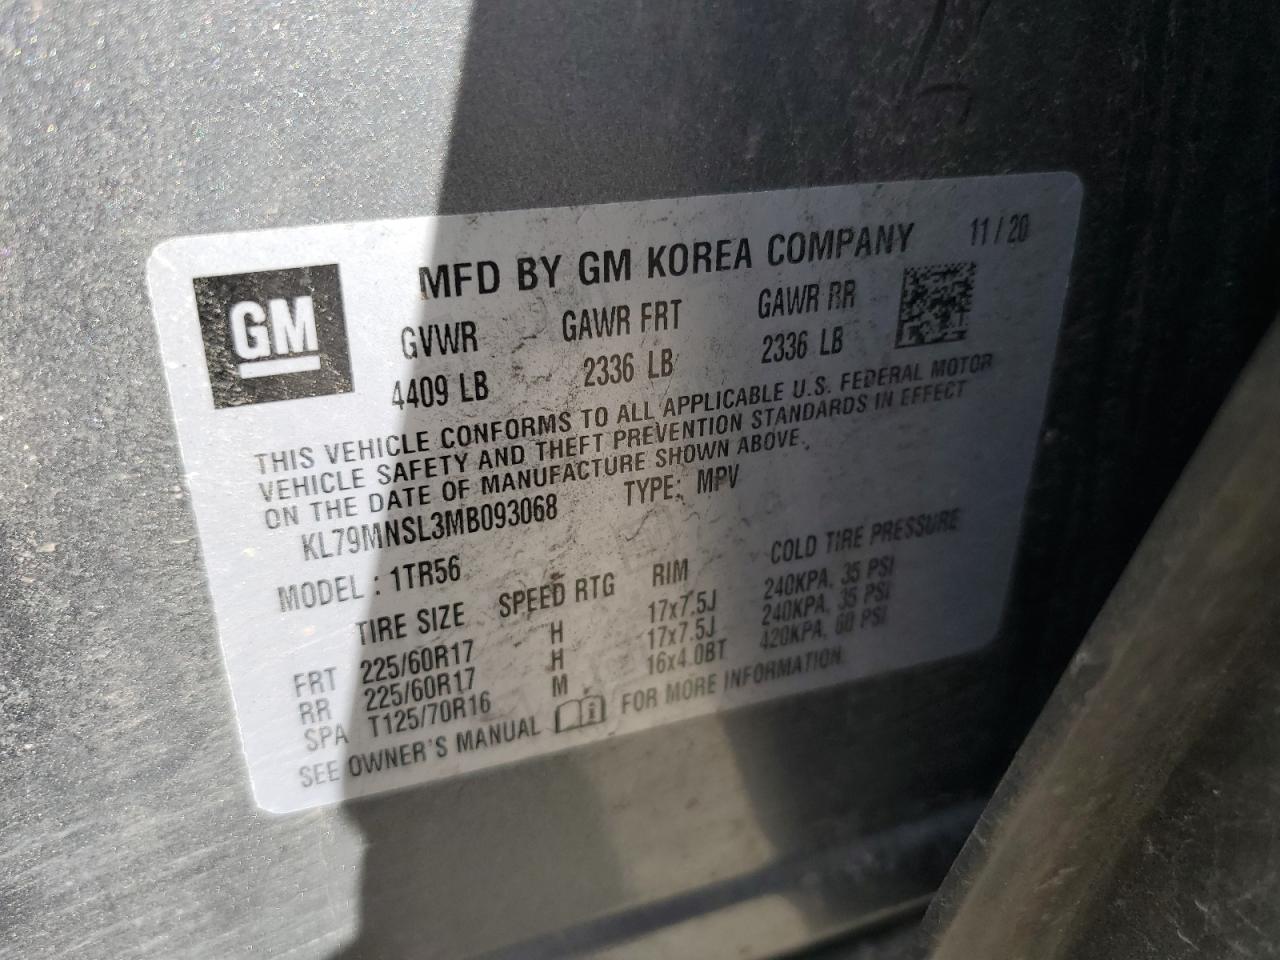 MFD BY GM KOREA COMPANY 11/20
GM
GVWR GAWR FRT GAWR RR
4409 LB 2336 LB 2336 LB
THIS VEHICLE CONFORMS TO ALL APPLICABLE U.S. FEDERAL MOTOR
VEHICLE SAFETY AND THEFT PREVENTION STANDARDS IN EFFECT
ON THE DATE OF MANUFACTURE SHOWN ABOVE.
KL79MNSL3MB093068 TYPE: MPV
MODEL : 1TR56
TIRE SIZE SPEED RTG RIM COLD TIRE PRESSURE
FRT 225/60R17 H 17x7.5J 240KPA, 35 PSI
RR 225/60R17 H 17x7.5J 240KPA, 35 PSI
SPA T125/70R16 M 16x4.0BT 420KPA, 60 PSI
SEE OWNER'S MANUAL i FOR MORE INFORMATION